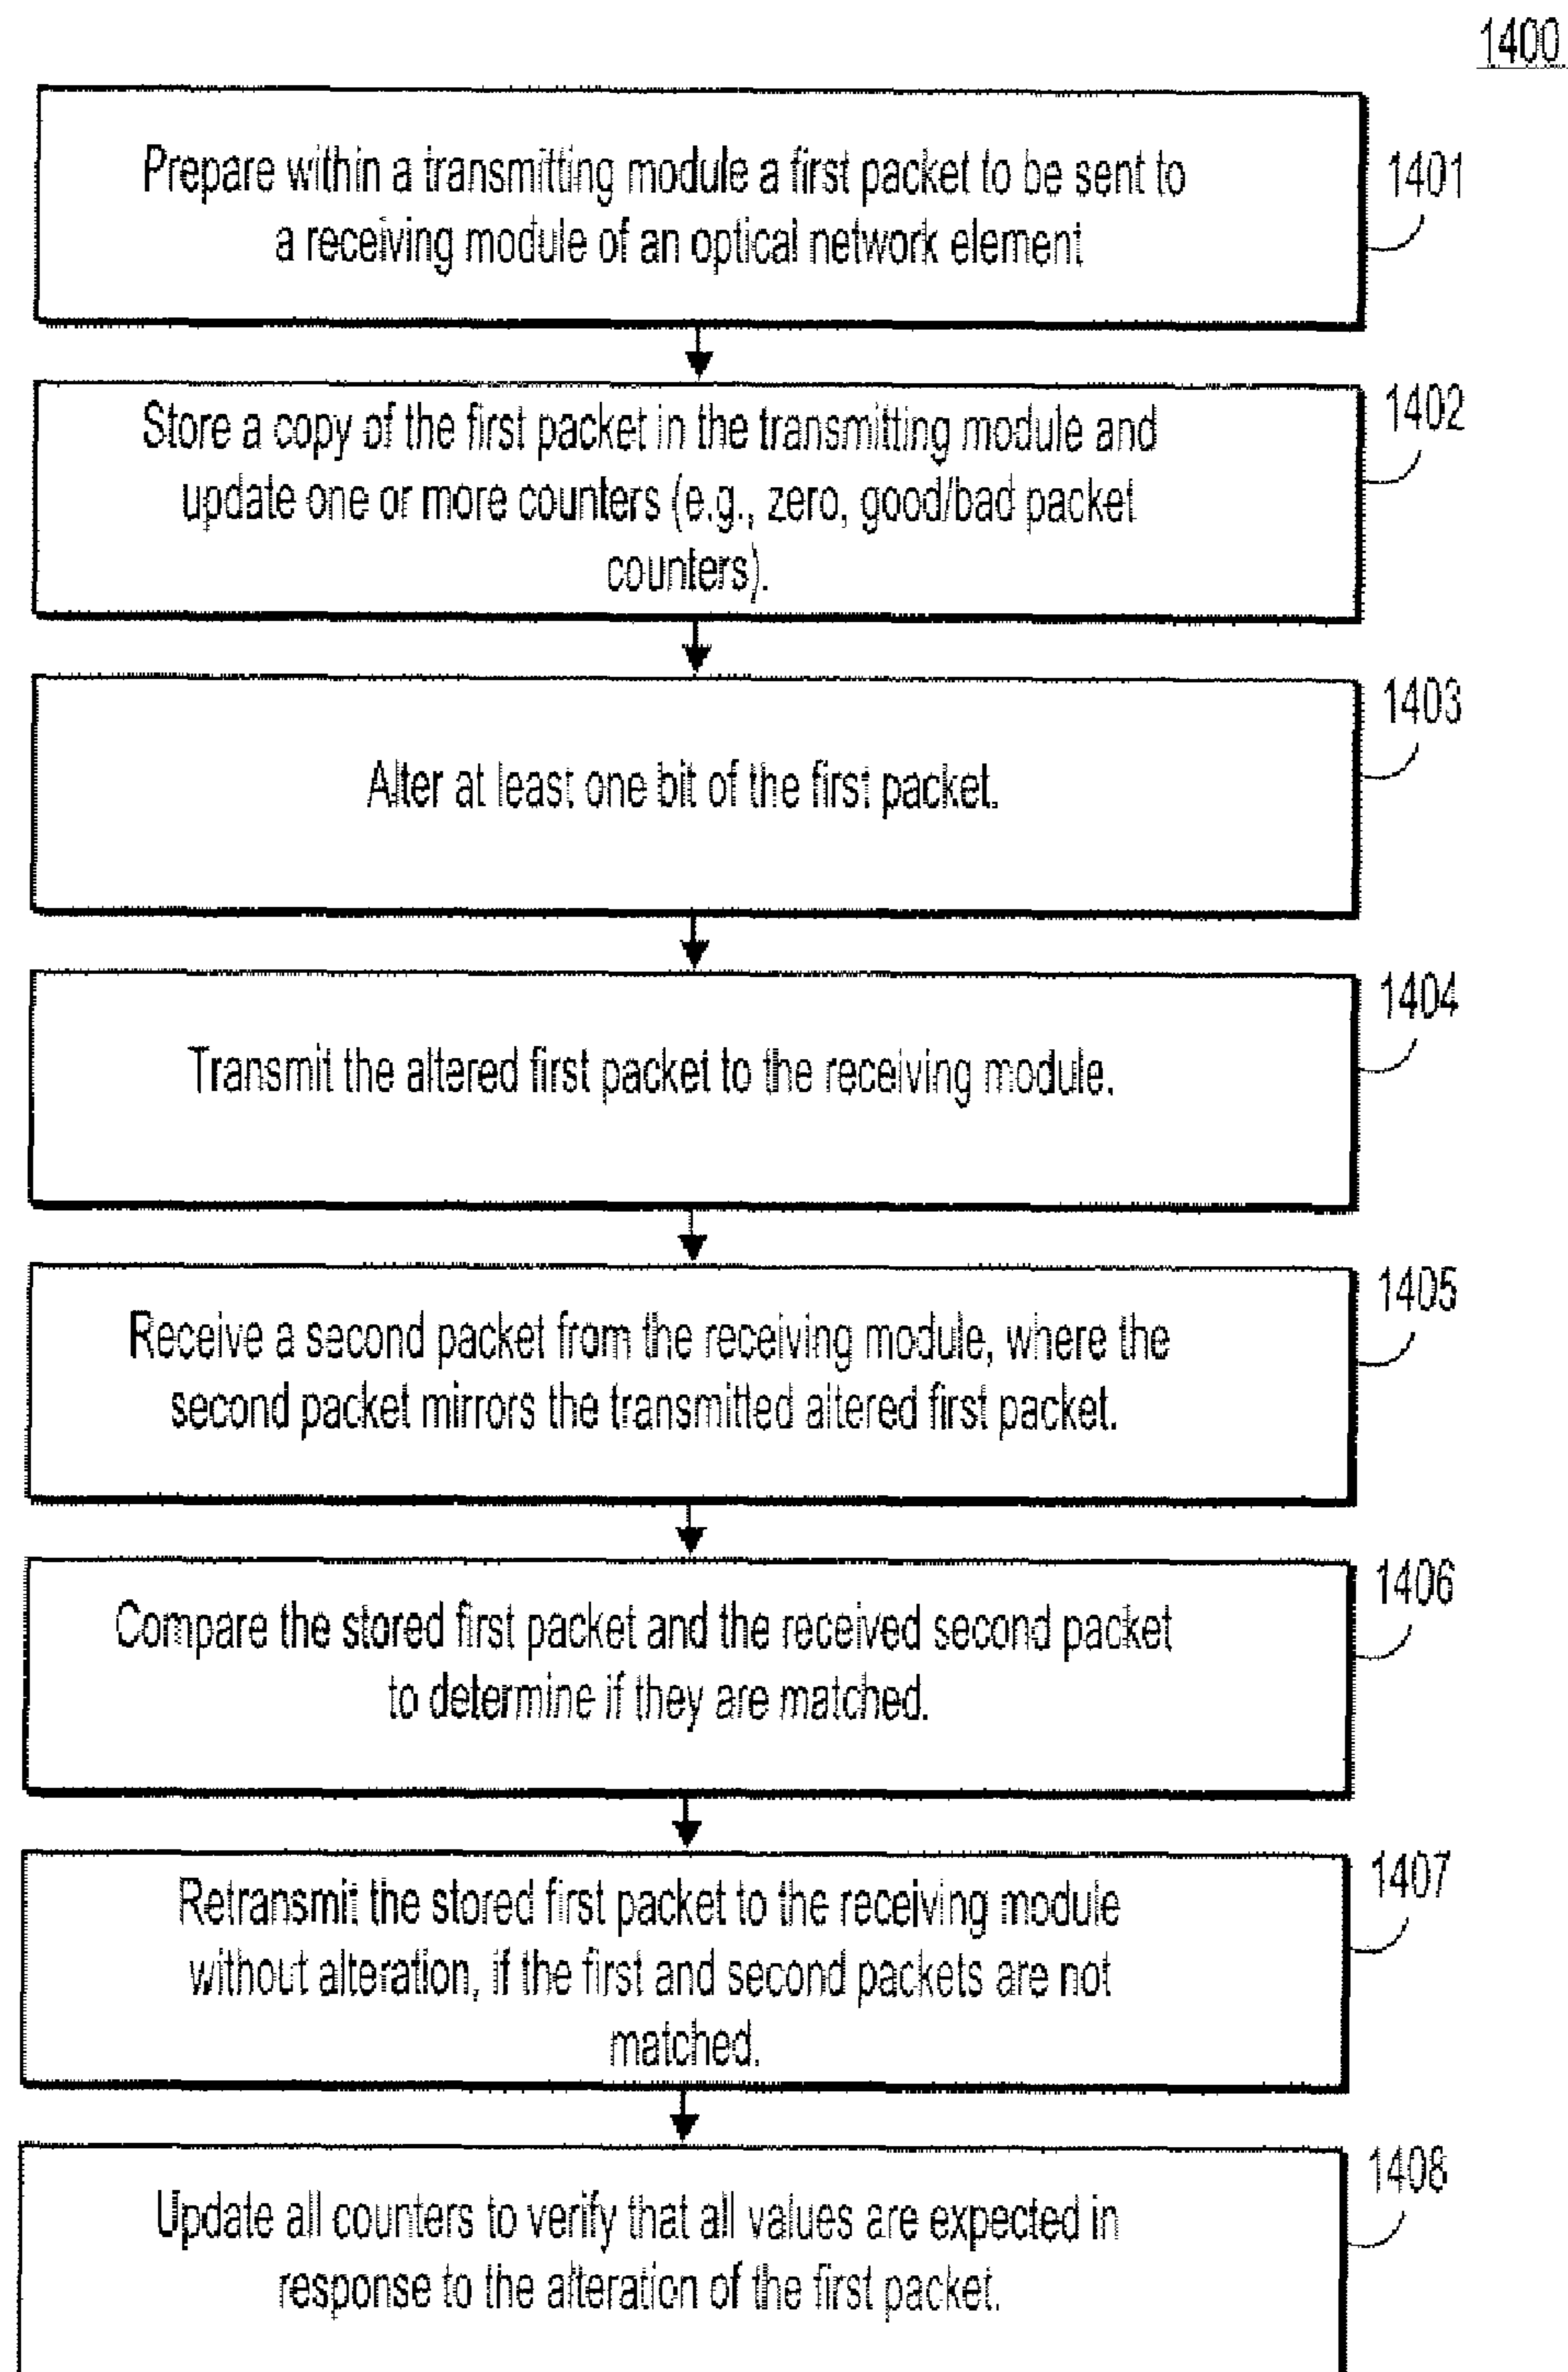 1400
Prepare within a transmitting module a first packet to be sent to
a receiving module of an optical network element
1401
Store a copy of the first packet in the transmitting module and
update one or more counters (e.g., zero, good/bad packet
counters).
1402
Alter at least one bit of the first packet.
1403
Transmit the altered first packet to the receiving module.
1404
Receive a second packet from the receiving module, where the
second packet mirrors the transmitted altered first packet.
1405
Compare the stored first packet and the received second packet
to determine if they are matched.
1406
Retransmit the stored first packet to the receiving module
without alteration, if the first and second packets are not
matched.
1407
Update all counters to verify that all values are expected in
response to the alteration of the first packet.
1408